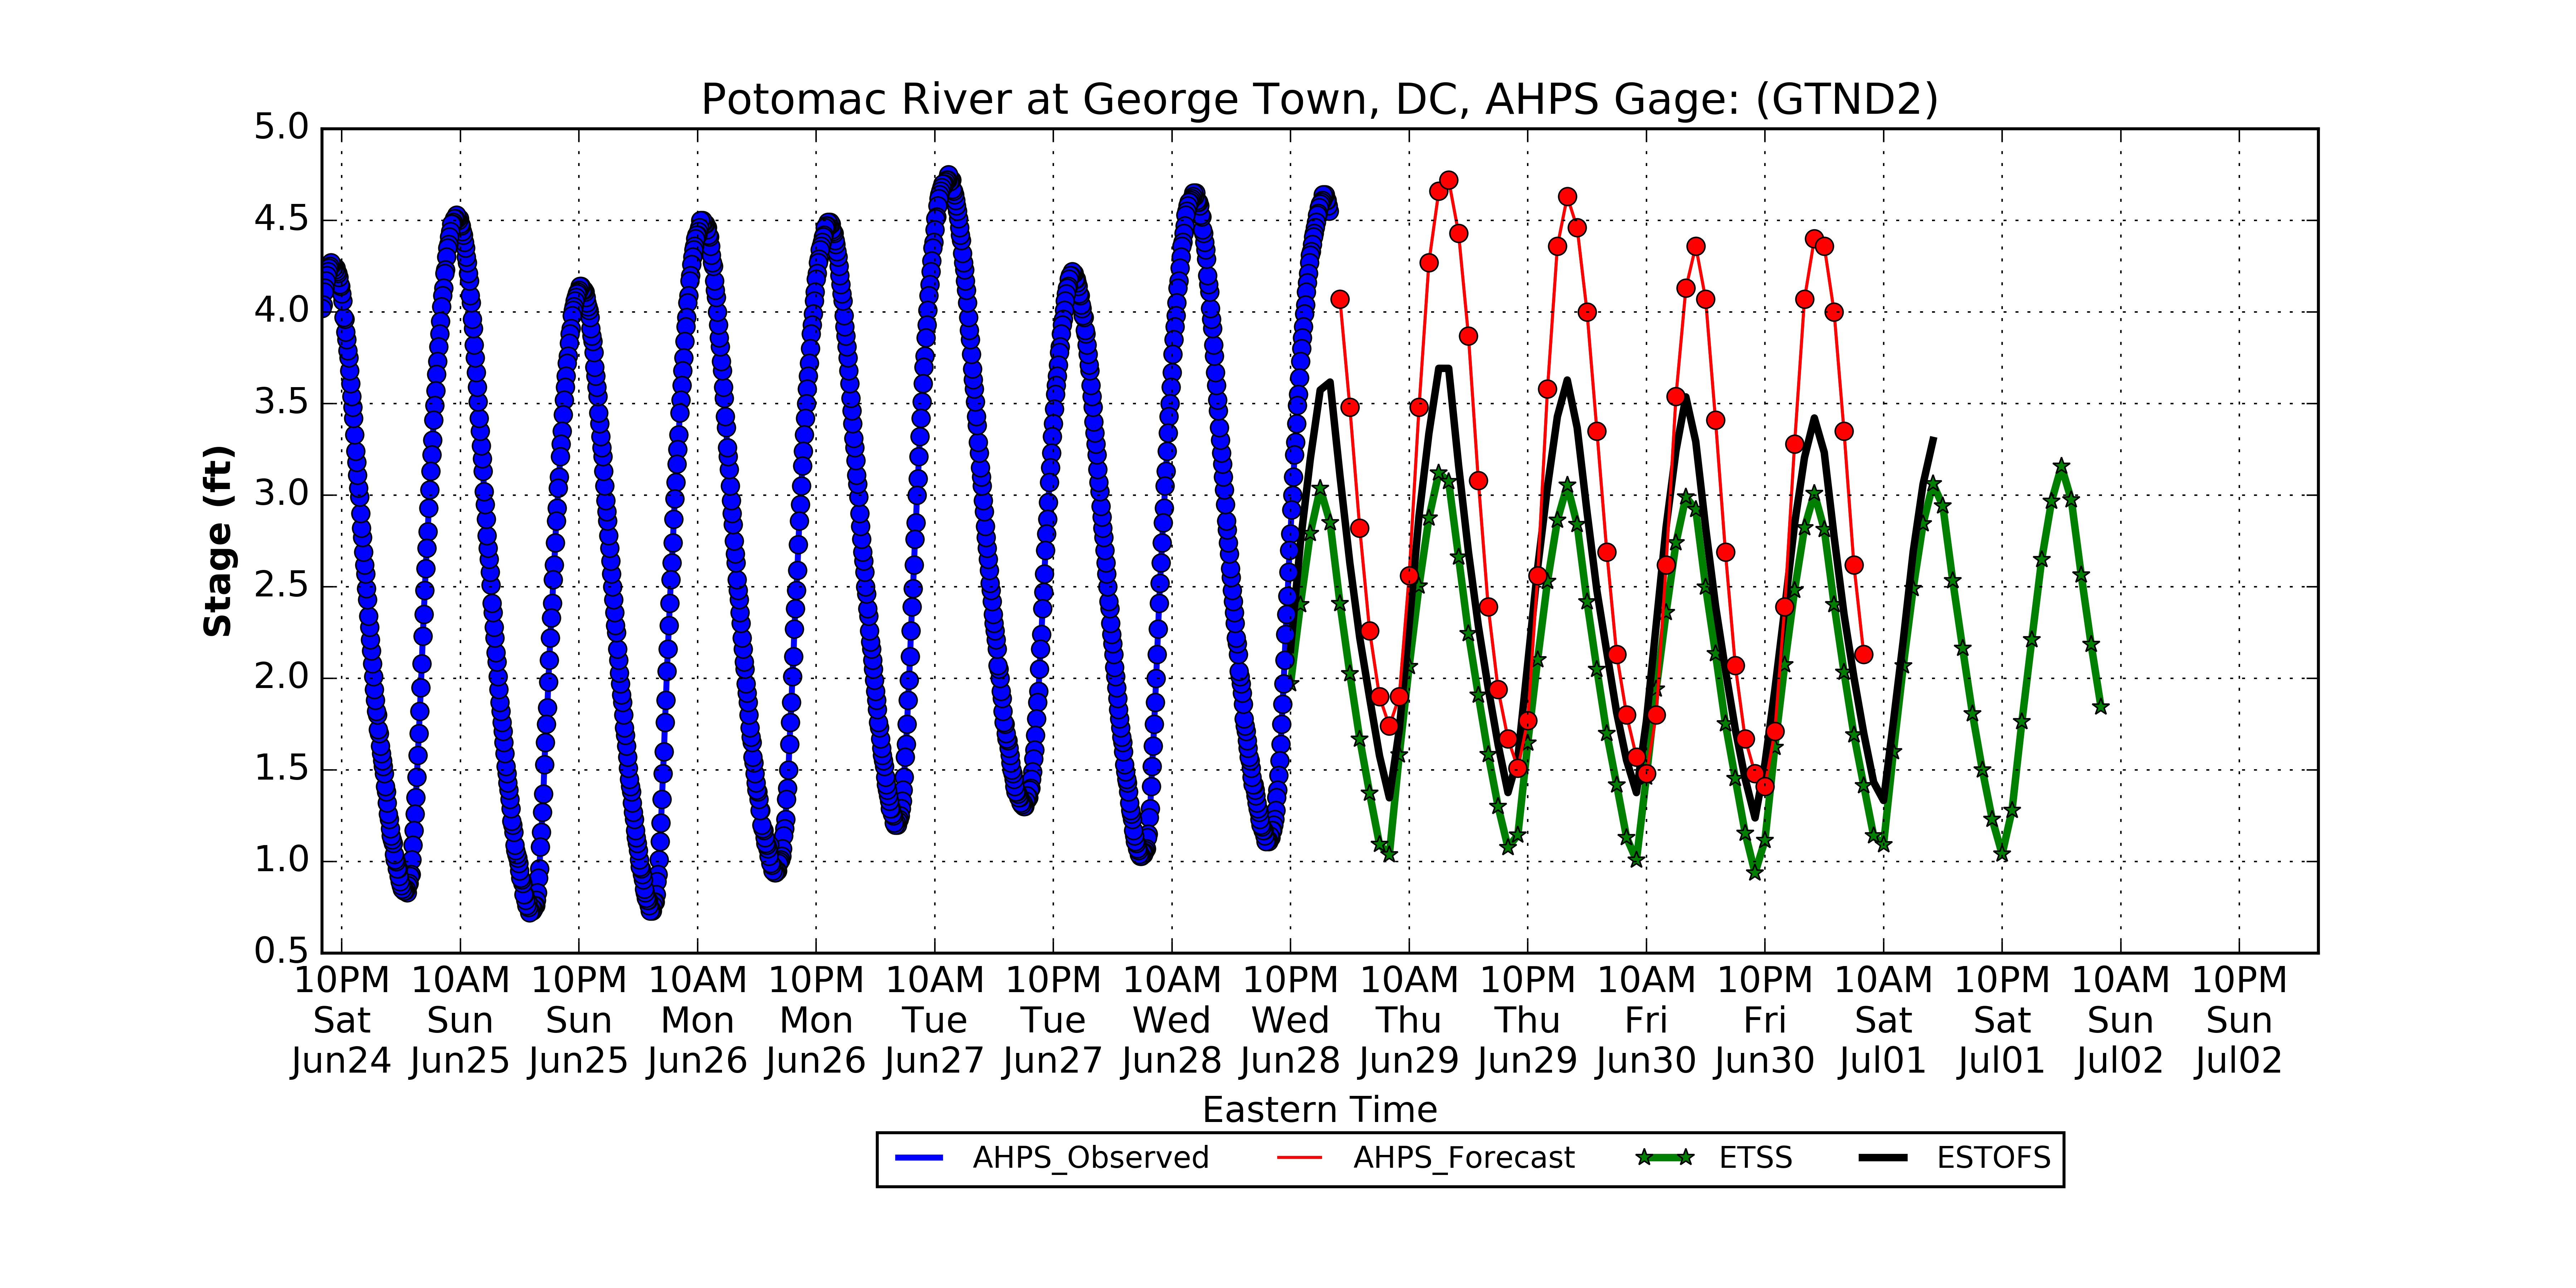 Potomac River at George Town, DC, AHPS Gage: (GTND2)
5.0
4.5
4.0
3.5
3.0
2.5
2.0
1.5
1.0
0.5
Stage (ft)
10PM 10AM 10PM 10AM 10PM 10AM 10PM 10AM 10PM 10AM 10PM 10AM 10PM 10AM 10PM 10AM 10PM
Sat Sun Sun Mon Mon Tue Tue Wed Wed Thu Thu Fri Fri Sat Sat Sun Sun
Jun24 Jun25 Jun25 Jun26 Jun26 Jun27 Jun27 Jun28 Jun28 Jun29 Jun29 Jun30 Jun30 Jul01 Jul01 Jul02 Jul02
Eastern Time
AHPS_Observed AHPS_Forecast ETSS ESTOFS